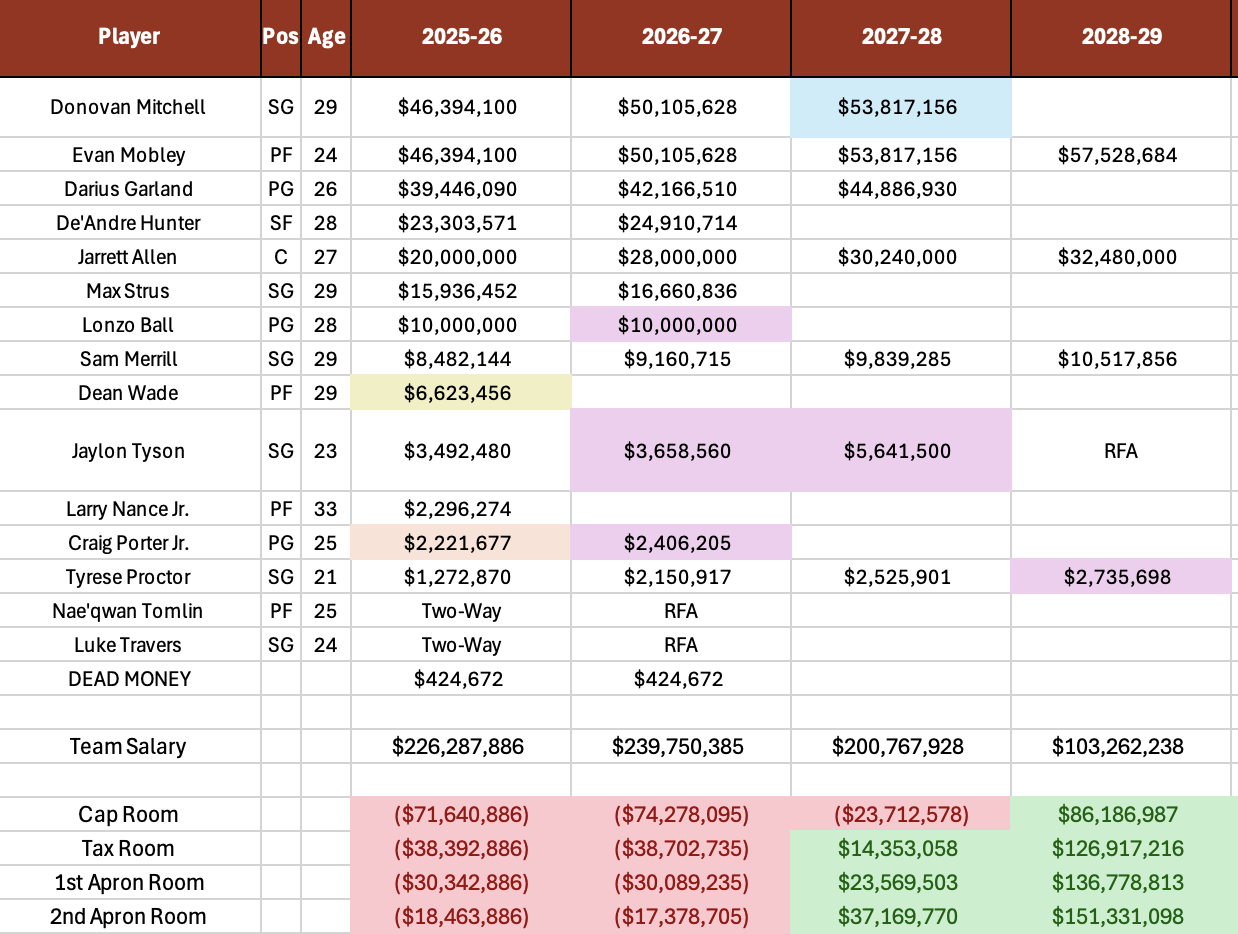 Player Pos Age 2025-26 2026-27 2027-28 2028-29
Donovan Mitchell SG 29 $46,394,100 $50,105,628 $53,817,156
Evan Mobley PF 24 $46,394,100 $50,105,628 $53,817,156 $57,528,684
Darius Garland PG 26 $39,446,090 $42,166,510 $44,886,930
De'Andre Hunter SF 28 $23,303,571 $24,910,714
Jarrett Allen C 27 $20,000,000 $28,000,000 $30,240,000 $32,480,000
Max Strus SG 29 $15,936,452 $16,660,836
Lonzo Ball PG 28 $10,000,000 $10,000,000
Sam Merrill SG 29 $8,482,144 $9,160,715 $9,839,285 $10,517,856
Dean Wade PF 29 $6,623,456
Jaylon Tyson SG 23 $3,492,480 $3,658,560 $5,641,500 RFA
Larry Nance Jr. PF 33 $2,296,274
Craig Porter Jr. PG 25 $2,221,677 $2,406,205
Tyrese Proctor SG 21 $1,272,870 $2,150,917 $2,525,901 $2,735,698
Nae'qwan Tomlin PF 25 Two-Way RFA
Luke Travers SG 24 Two-Way RFA
DEAD MONEY $424,672 $424,672
Team Salary $226,287,886 $239,750,385 $200,767,928 $103,262,238
Cap Room ($71,640,886) ($74,278,095) ($23,712,578) $86,186,987
Tax Room ($38,392,886) ($38,702,735) $14,353,058 $126,917,216
1st Apron Room ($30,342,886) ($30,089,235) $23,569,503 $136,778,813
2nd Apron Room ($18,463,886) ($17,378,705) $37,169,770 $151,331,098